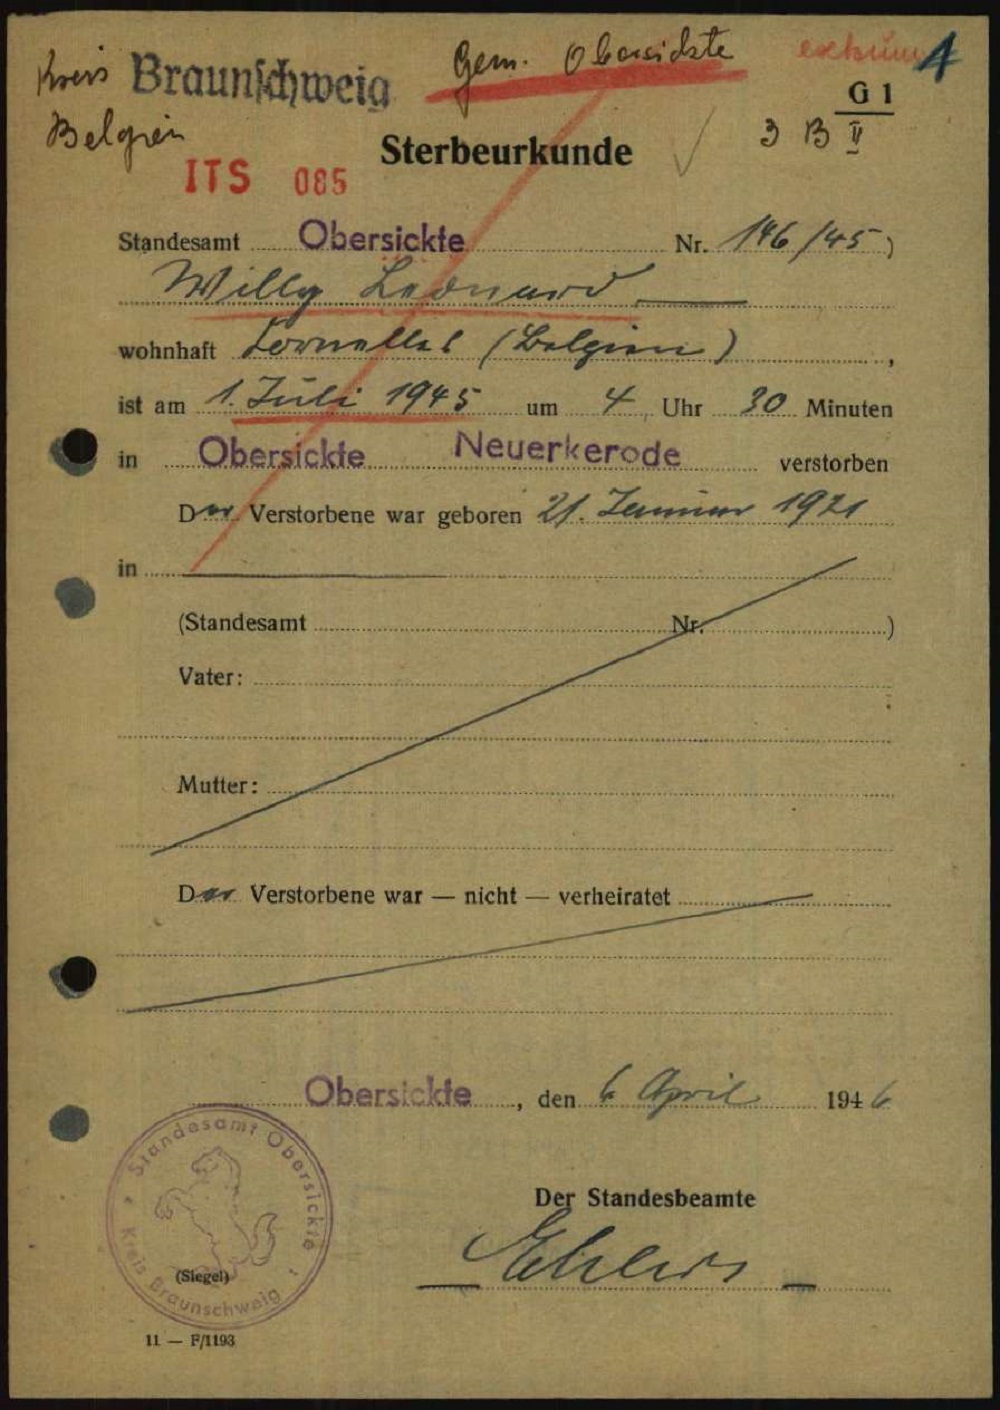 Kreis Braunschweig Gem. Obersickte
Belgien G 1
3 B II
Sterbeurkunde
ITS 085
Standesamt Obersickte Nr. 146/45)
Willy Leonard
wohnhaft (Belgien),
ist am 1. Juli 1945 um 4 Uhr 30 Minuten
in Obersickte Neuerkerode verstorben
Der Verstorbene war geboren 21. Januar 1921
in
(Standesamt Nr. )
Vater:
Mutter:
Der Verstorbene war — nicht — verheiratet
Obersickte, den 6 April 1946
Standesamt Obersickte
Kreis Braunschweig
Der Standesbeamte
Ehlers
(Siegel)
11 — F/1193